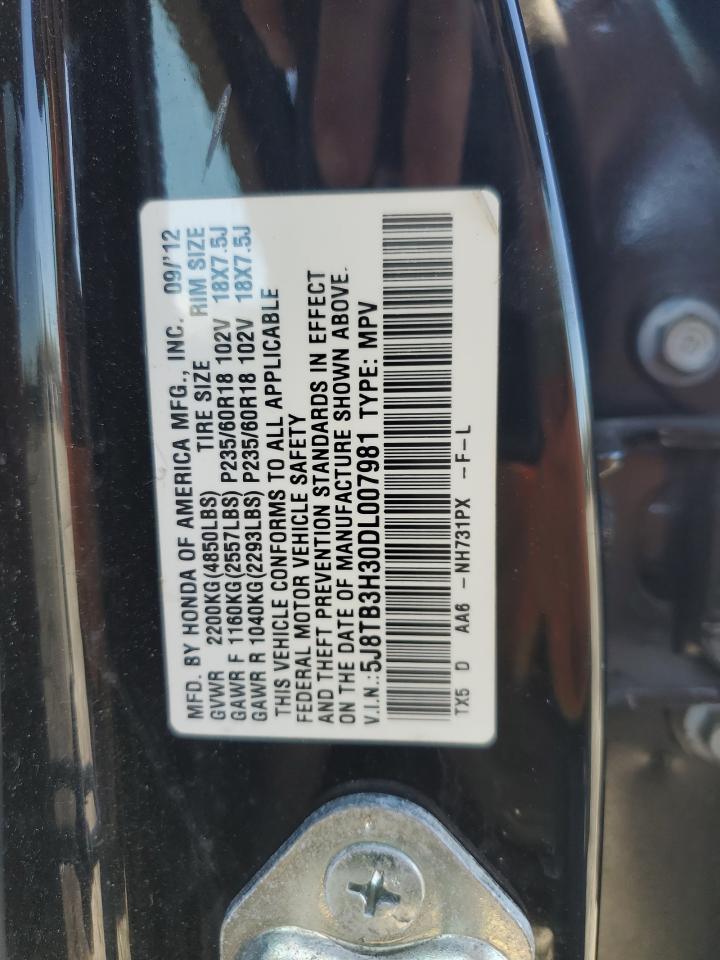 MFD. BY HONDA OF AMERICA MFG., INC. 09/'12
GVWR 2200KG(4850LBS) TIRE SIZE RIM SIZE
GAWR F 1160KG(2557LBS) P235/60R18 102V 18X7.5J
GAWR R 1040KG(2293LBS) P235/60R18 102V 18X7.5J
THIS VEHICLE CONFORMS TO ALL APPLICABLE
FEDERAL MOTOR VEHICLE SAFETY
AND THEFT PREVENTION STANDARDS IN EFFECT
ON THE DATE OF MANUFACTURE SHOWN ABOVE.
V.I.N.:5J8TB3H30DL007981 TYPE: MPV
TX5 D AA6 -NH731PX -F-L